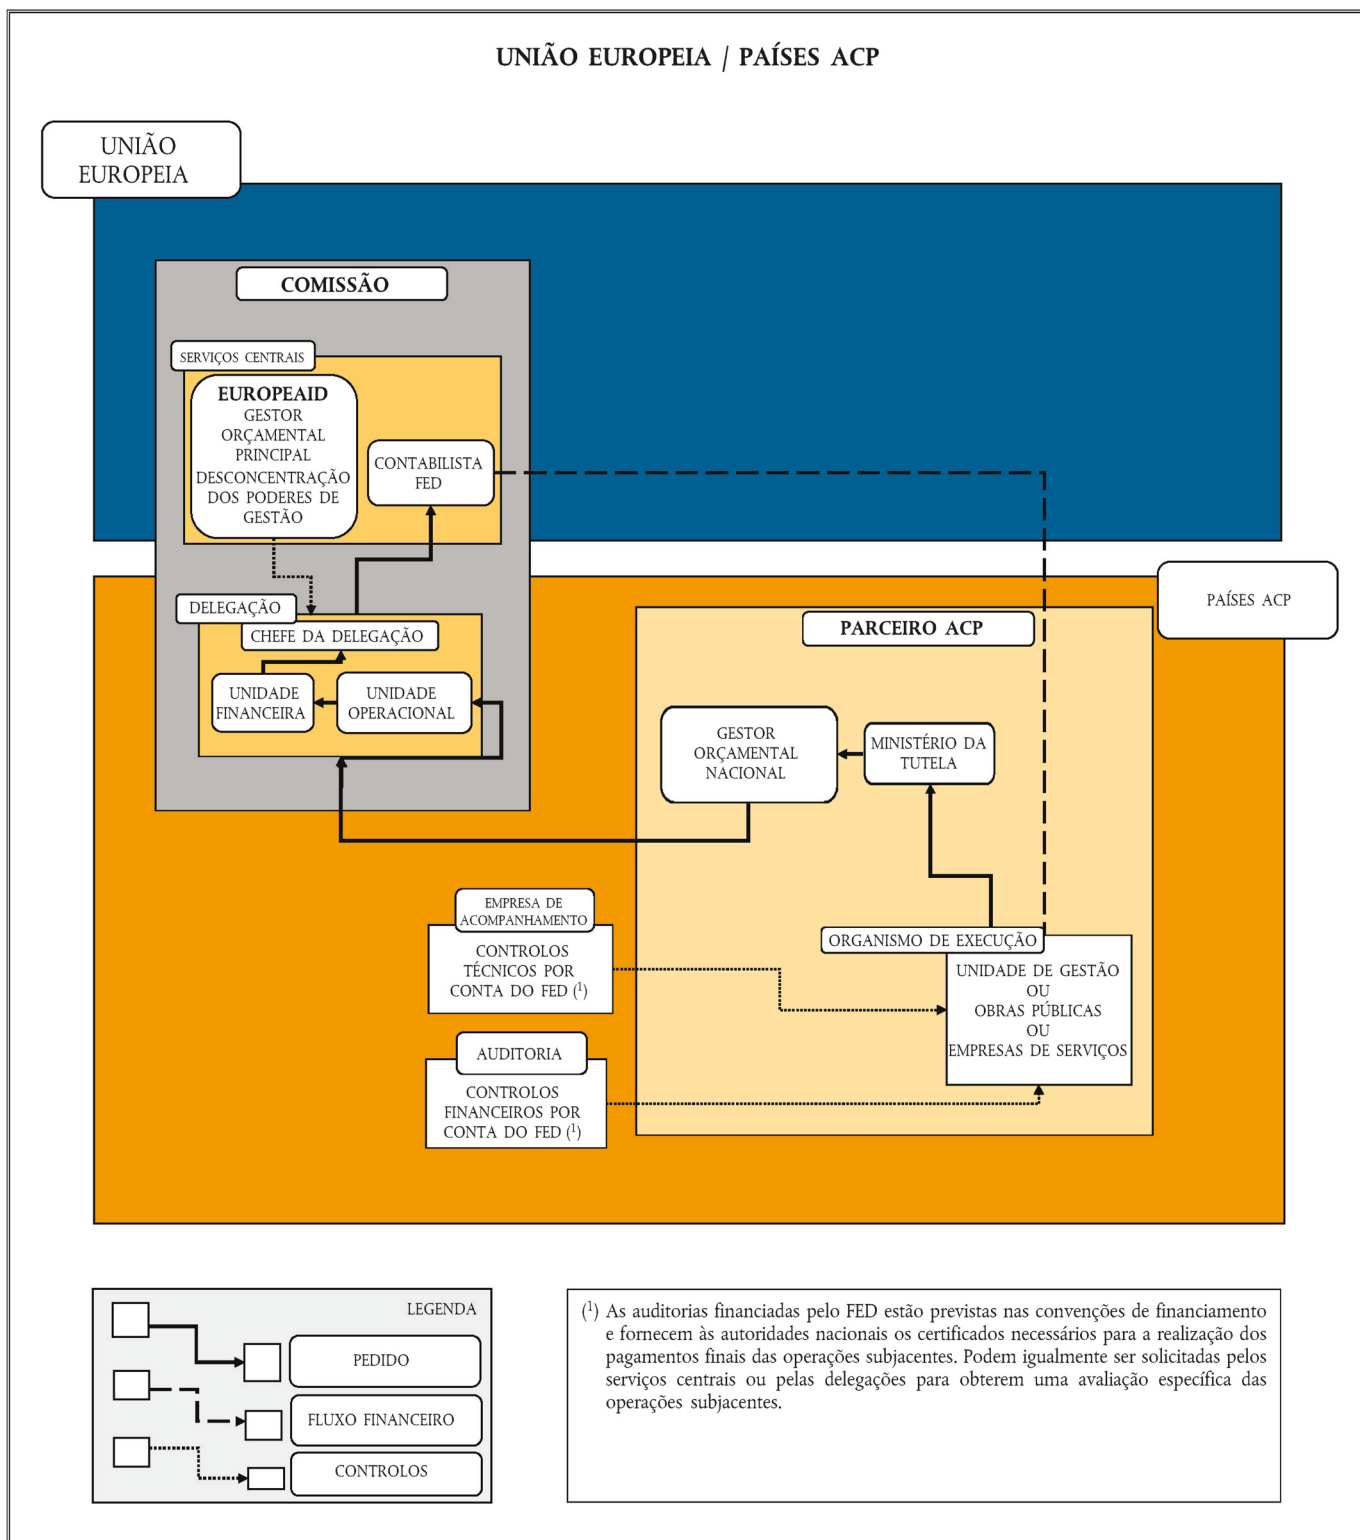 UNIÃO EUROPEIA / PAÍSES ACP
UNIÃO
EUROPEIA
COMISSÃO
SERVIÇOS CENTRAIS
EUROPEAID
GESTOR
ORÇAMENTAL
PRINCIPAL
DESCONCENTRAÇÃO
DOS PODERES DE
GESTÃO
CONTABILISTA
FED
PAÍSES ACP
DELEGAÇÃO
CHEFE DA DELEGAÇÃO
UNIDADE
FINANCEIRA
UNIDADE
OPERACIONAL
PARCEIRO ACP
GESTOR
ORÇAMENTAL
NACIONAL
MINISTÉRIO DA
TUTELA
EMPRESA DE
ACOMPANHAMENTO
CONTROLOS
TÉCNICOS POR
CONTA DO FED (¹)
ORGANISMO DE EXECUÇÃO
UNIDADE DE GESTÃO
OU
OBRAS PÚBLICAS
OU
EMPRESAS DE SERVIÇOS
AUDITORIA
CONTROLOS
FINANCEIROS POR
CONTA DO FED (¹)
LEGENDA
PEDIDO
FLUXO FINANCEIRO
CONTROLOS
(¹) As auditorias financiadas pelo FED estão previstas nas convenções de financiamento
e fornecem às autoridades nacionais os certificados necessários para a realização dos
pagamentos finais das operações subjacentes. Podem igualmente ser solicitadas pelos
serviços centrais ou pelas delegações para obterem uma avaliação específica das
operações subjacentes.